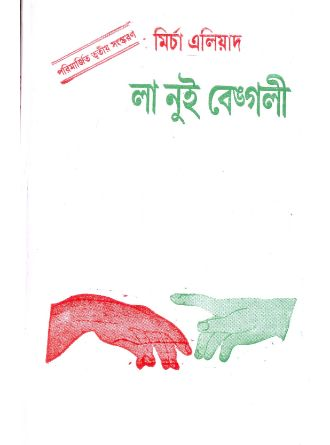 পরিমার্জিত তৃতীয় সংস্করণ
মির্চা এলিয়াদ
লা নুই বেঙ্গলী